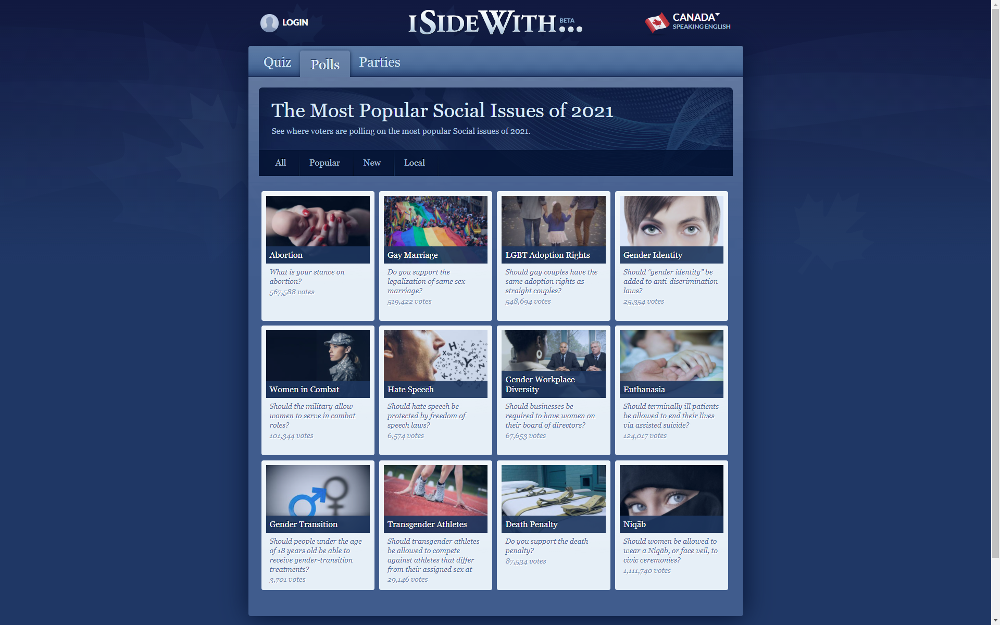 LOGIN
iSideWith...
BETA
CANADA
SPEAKING ENGLISH
Quiz
Polls
Parties
The Most Popular Social Issues of 2021
See where voters are polling on the most popular Social issues of 2021.
All
Popular
New
Local
Abortion
What is your stance on
abortion?
567,588 votes
Gay Marriage
Do you support the
legalization of same sex
marriage?
519,422 votes
LGBT Adoption Rights
Should gay couples have the
same adoption rights as
straight couples?
548,694 votes
Gender Identity
Should “gender identity” be
added to anti-discrimination
laws?
25,354 votes
Women in Combat
Should the military allow
women to serve in combat
roles?
101,344 votes
Hate Speech
Should hate speech be
protected by freedom of
speech laws?
6,574 votes
Gender Workplace
Diversity
Should businesses be
required to have women on
their board of directors?
67,653 votes
Euthanasia
Should terminally ill patients
be allowed to end their lives
via assisted suicide?
124,017 votes
Gender Transition
Should people under the age
of 18 years old be able to
receive gender-transition
treatments?
3,701 votes
Transgender Athletes
Should transgender athletes
be allowed to compete
against athletes that differ
from their assigned sex at
29,146 votes
Death Penalty
Do you support the death
penalty?
87,534 votes
Niqāb
Should women be allowed to
wear a Niqāb, or face veil, to
civic ceremonies?
1,111,740 votes